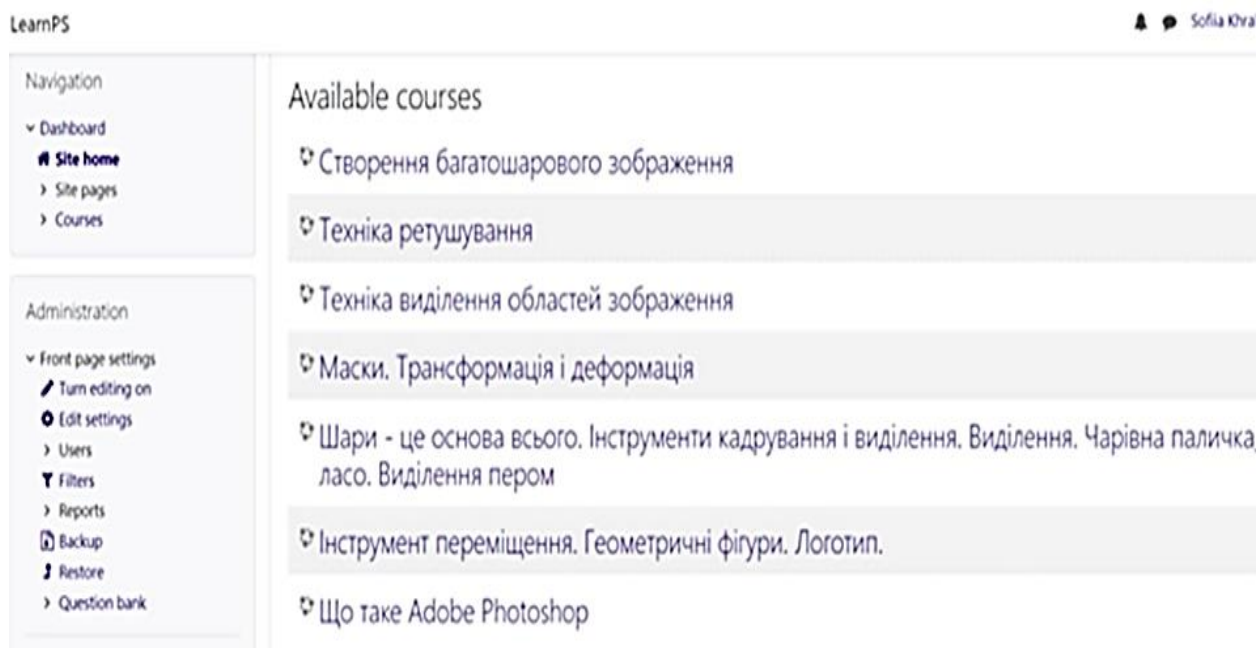 LearnPS
Sofiia
Navigation
Dashboard
Site home
Site pages
Courses
Administration
Front page settings
Turn editing on
Edit settings
Users
Filters
Reports
Backup
Restore
Question bank
Available courses
Створення багатошарового зображення
Техніка ретушування
Техніка виділення областей зображення
Маски. Трансформація і деформація
Шари - це основа всього. Інструменти кадрування і виділення. Виділення. Чарівна паличка,
ласо. Виділення пером
Інструмент переміщення. Геометричні фігури. Логотип.
Що таке Adobe Photoshop